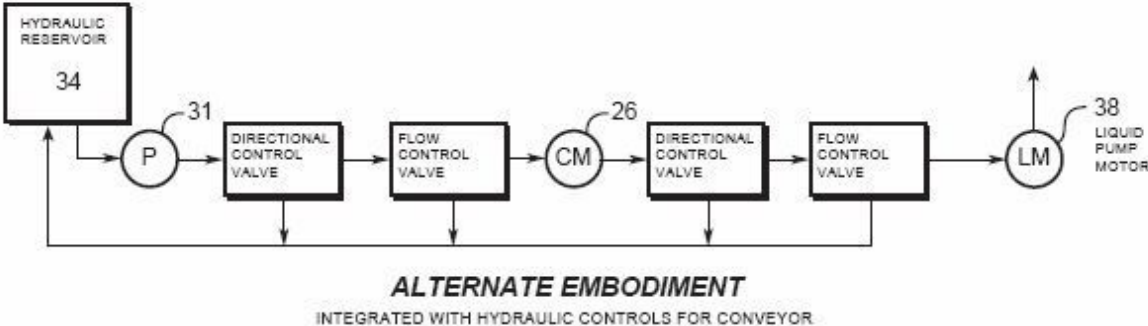 HYDRAULIC
RESERVOIR
34
31
P
DIRECTIONAL
CONTROL
VALVE
FLOW
CONTROL
VALVE
26
CM
DIRECTIONAL
CONTROL
VALVE
FLOW
CONTROL
VALVE
38
LM
LIQUID
PUMP
MOTOR
ALTERNATE EMBODIMENT
INTEGRATED WITH HYDRAULIC CONTROLS FOR CONVEYOR